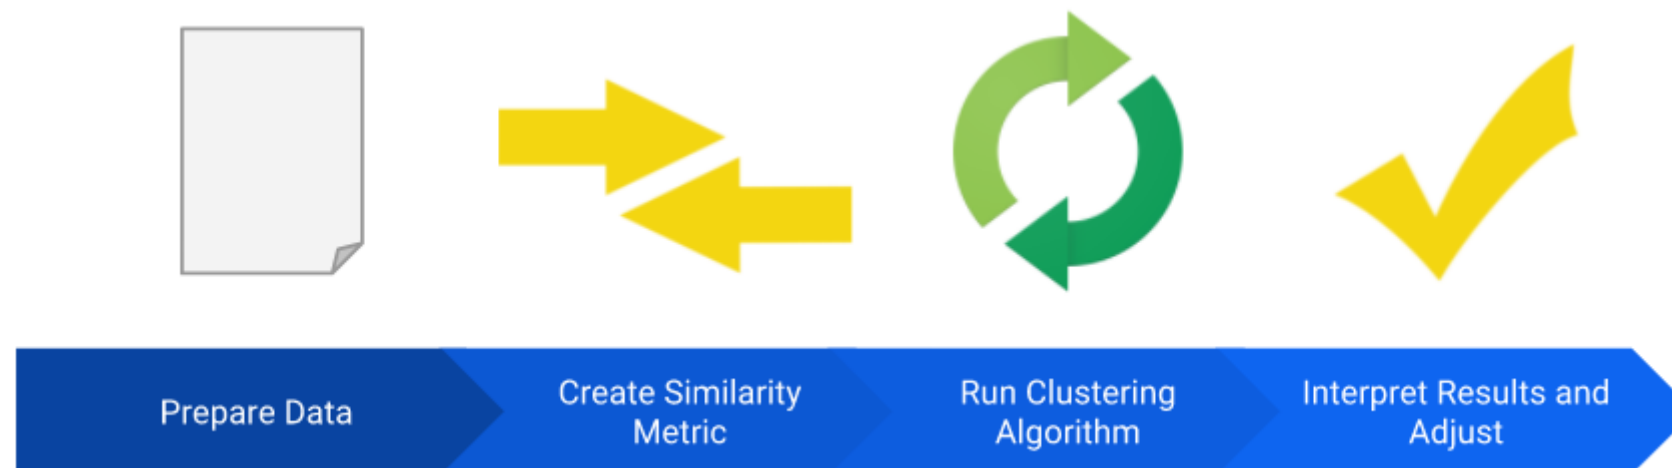 Prepare Data
Create Similarity
Metric
Run Clustering
Algorithm
Interpret Results and
Adjust